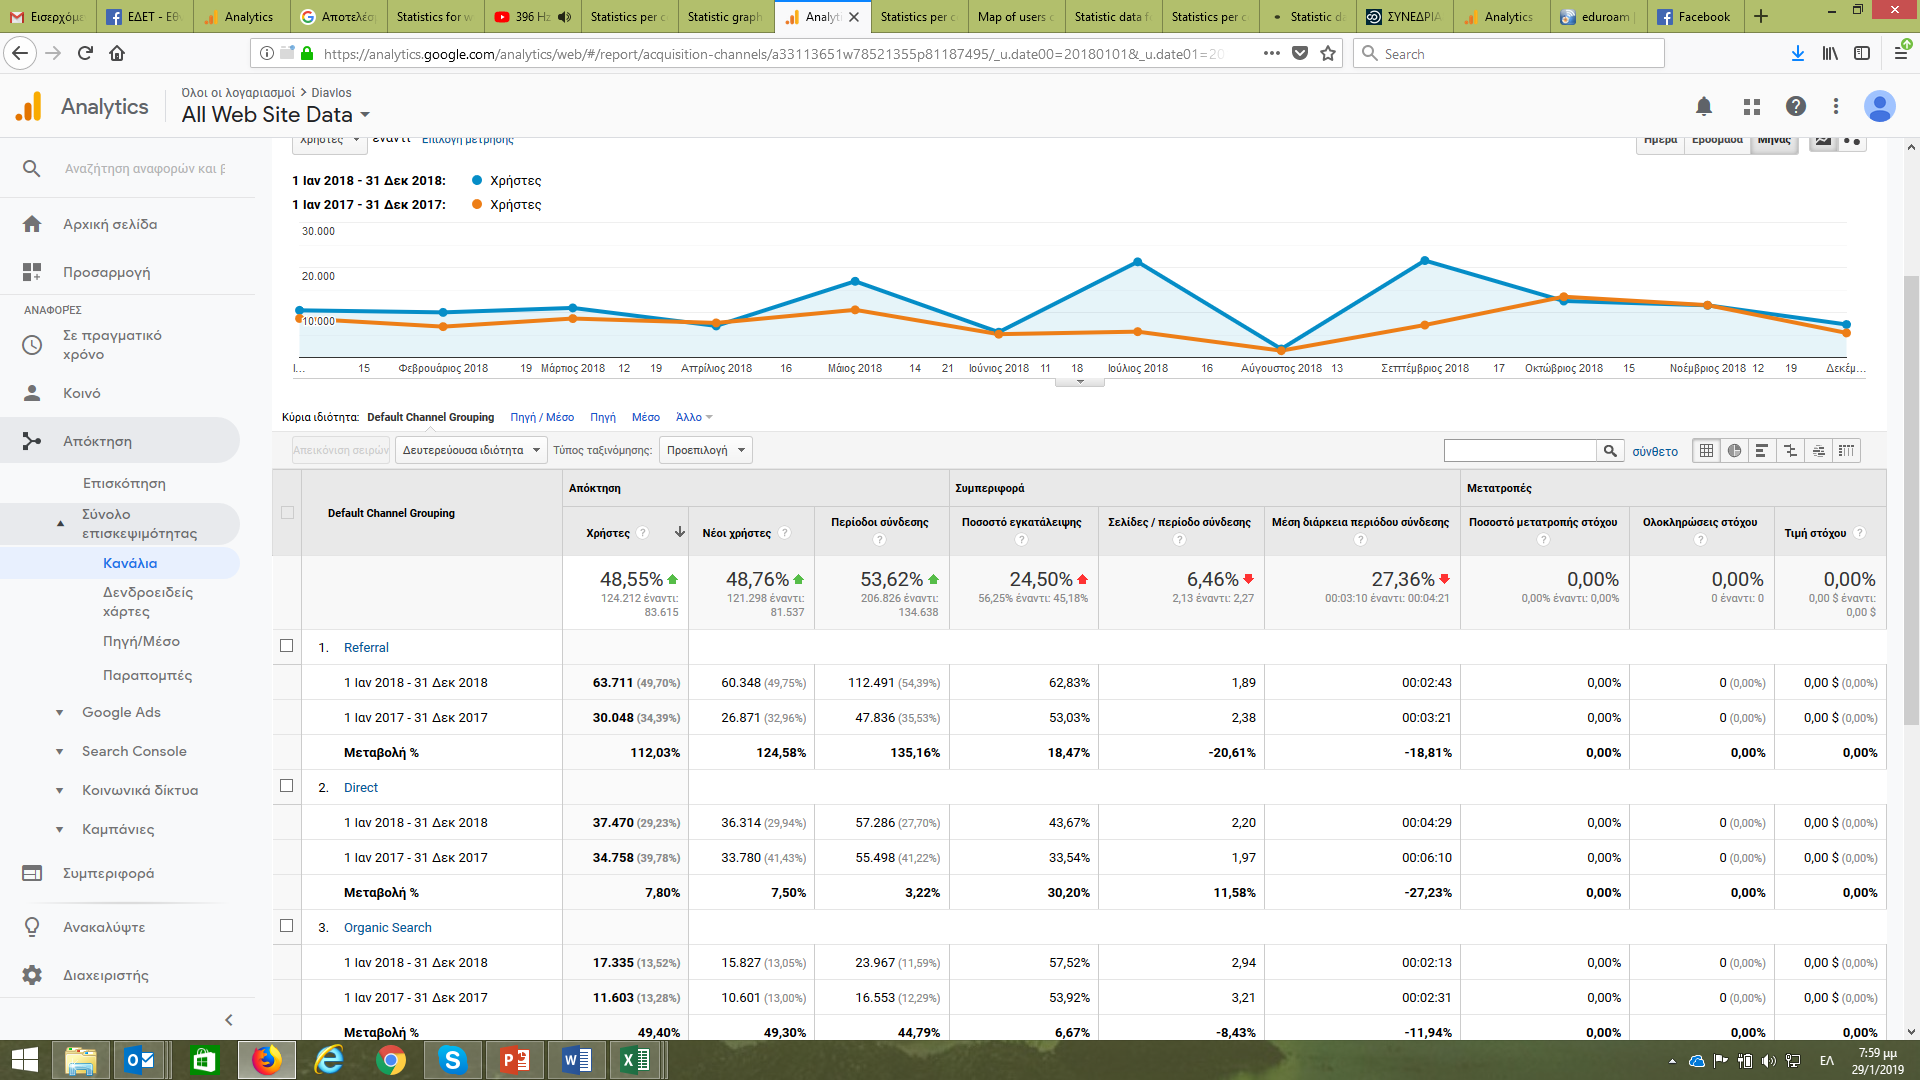 Εισερχόμε
ΕΔΕΤ - Εθ
Analytics
Αποτελέσ
Statistics for w
396 Hz
Statistics per c
Statistic graph
Analyti
Statistics per c
Map of users c
Statistic data f
Statistics per c
Statistic da
ΣΥΝΕΔΡΙΑ
Analytics
eduroam
Facebook
https://analytics.google.com/analytics/web/#/report/acquisition-channels/a33113651w78521355p81187495/_u.date00=20180101&_u.date01=20
Search
Analytics
Όλοι οι λογαριασμοί > Diavlos
All Web Site Data
Αναζήτηση αναφορών και β
Αρχική σελίδα
Προσαρμογή
ΑΝΑΦΟΡΈΣ
Σε πραγματικό
χρόνο
Κοινό
Απόκτηση
Επισκόπηση
Σύνολο
επισκεψιμότητας
Κανάλια
Δενδροειδείς
χάρτες
Πηγή/Μέσο
Παραπομπές
Google Ads
Search Console
Κοινωνικά δίκτυα
Καμπάνιες
Συμπεριφορά
Ανακαλύψτε
Διαχειριστής
Χρήστες έναντι Επιλογή μέτρησης
Ημέρα Εβδομάδα Μήνας
1 Ιαν 2018 - 31 Δεκ 2018: Χρήστες
1 Ιαν 2017 - 31 Δεκ 2017: Χρήστες
30.000
20.000
10.000
Ι... 15 Φεβρουάριος 2018 19 Μάρτιος 2018 12 19 Απρίλιος 2018 16 Μάιος 2018 14 21 Ιούνιος 2018 11 18 Ιούλιος 2018 16 Αύγουστος 2018 13 Σεπτέμβριος 2018 17 Οκτώβριος 2018 15 Νοέμβριος 2018 12 19 Δεκέμ...
Κύρια ιδιότητα: Default Channel Grouping Πηγή / Μέσο Πηγή Μέσο Άλλο
Απεικόνιση σειρών Δευτερεύουσα ιδιότητα Τύπος ταξινόμησης: Προεπιλογή σύνθετο
Default Channel Grouping
Απόκτηση Συμπεριφορά Μετατροπές
Χρήστες ? Νέοι χρήστες ? Περίοδοι σύνδεσης ? Ποσοστό εγκατάλειψης ? Σελίδες / περίοδο σύνδεσης ? Μέση διάρκεια περιόδου σύνδεσης ? Ποσοστό μετατροπής στόχου ? Ολοκληρώσεις στόχου ? Τιμή στόχου ?
48,55% 48,76% 53,62% 24,50% 6,46% 27,36% 0,00% 0,00% 0,00%
124.212 έναντι: 121.298 έναντι: 206.826 έναντι: 56,25% έναντι: 45,18% 2,13 έναντι: 2,27 00:03:10 έναντι: 00:04:21 0,00% έναντι: 0,00% 0 έναντι: 0 0,00 $ έναντι:
83.615 81.537 134.638 0,00 $
1. Referral
1 Ιαν 2018 - 31 Δεκ 2018 63.711 (49,70%) 60.348 (49,75%) 112.491 (54,39%) 62,83% 1,89 00:02:43 0,00% 0 (0,00%) 0,00 $ (0,00%)
1 Ιαν 2017 - 31 Δεκ 2017 30.048 (34,39%) 26.871 (32,96%) 47.836 (35,53%) 53,03% 2,38 00:03:21 0,00% 0 (0,00%) 0,00 $ (0,00%)
Μεταβολή % 112,03% 124,58% 135,16% 18,47% -20,61% -18,81% 0,00% 0,00% 0,00%
2. Direct
1 Ιαν 2018 - 31 Δεκ 2018 37.470 (29,23%) 36.314 (29,94%) 57.286 (27,70%) 43,67% 2,20 00:04:29 0,00% 0 (0,00%) 0,00 $ (0,00%)
1 Ιαν 2017 - 31 Δεκ 2017 34.758 (39,78%) 33.780 (41,43%) 55.498 (41,22%) 33,54% 1,97 00:06:10 0,00% 0 (0,00%) 0,00 $ (0,00%)
Μεταβολή % 7,80% 7,50% 3,22% 30,20% 11,58% -27,23% 0,00% 0,00% 0,00%
3. Organic Search
1 Ιαν 2018 - 31 Δεκ 2018 17.335 (13,52%) 15.827 (13,05%) 23.967 (11,59%) 57,52% 2,94 00:02:13 0,00% 0 (0,00%) 0,00 $ (0,00%)
1 Ιαν 2017 - 31 Δεκ 2017 11.603 (13,28%) 10.601 (13,00%) 16.553 (12,29%) 53,92% 3,21 00:02:31 0,00% 0 (0,00%) 0,00 $ (0,00%)
Μεταβολή % 49,40% 49,30% 44,79% 6,67% -8,43% -11,94% 0,00% 0,00% 0,00%
ΕΛ
7:59 μμ
29/1/2019